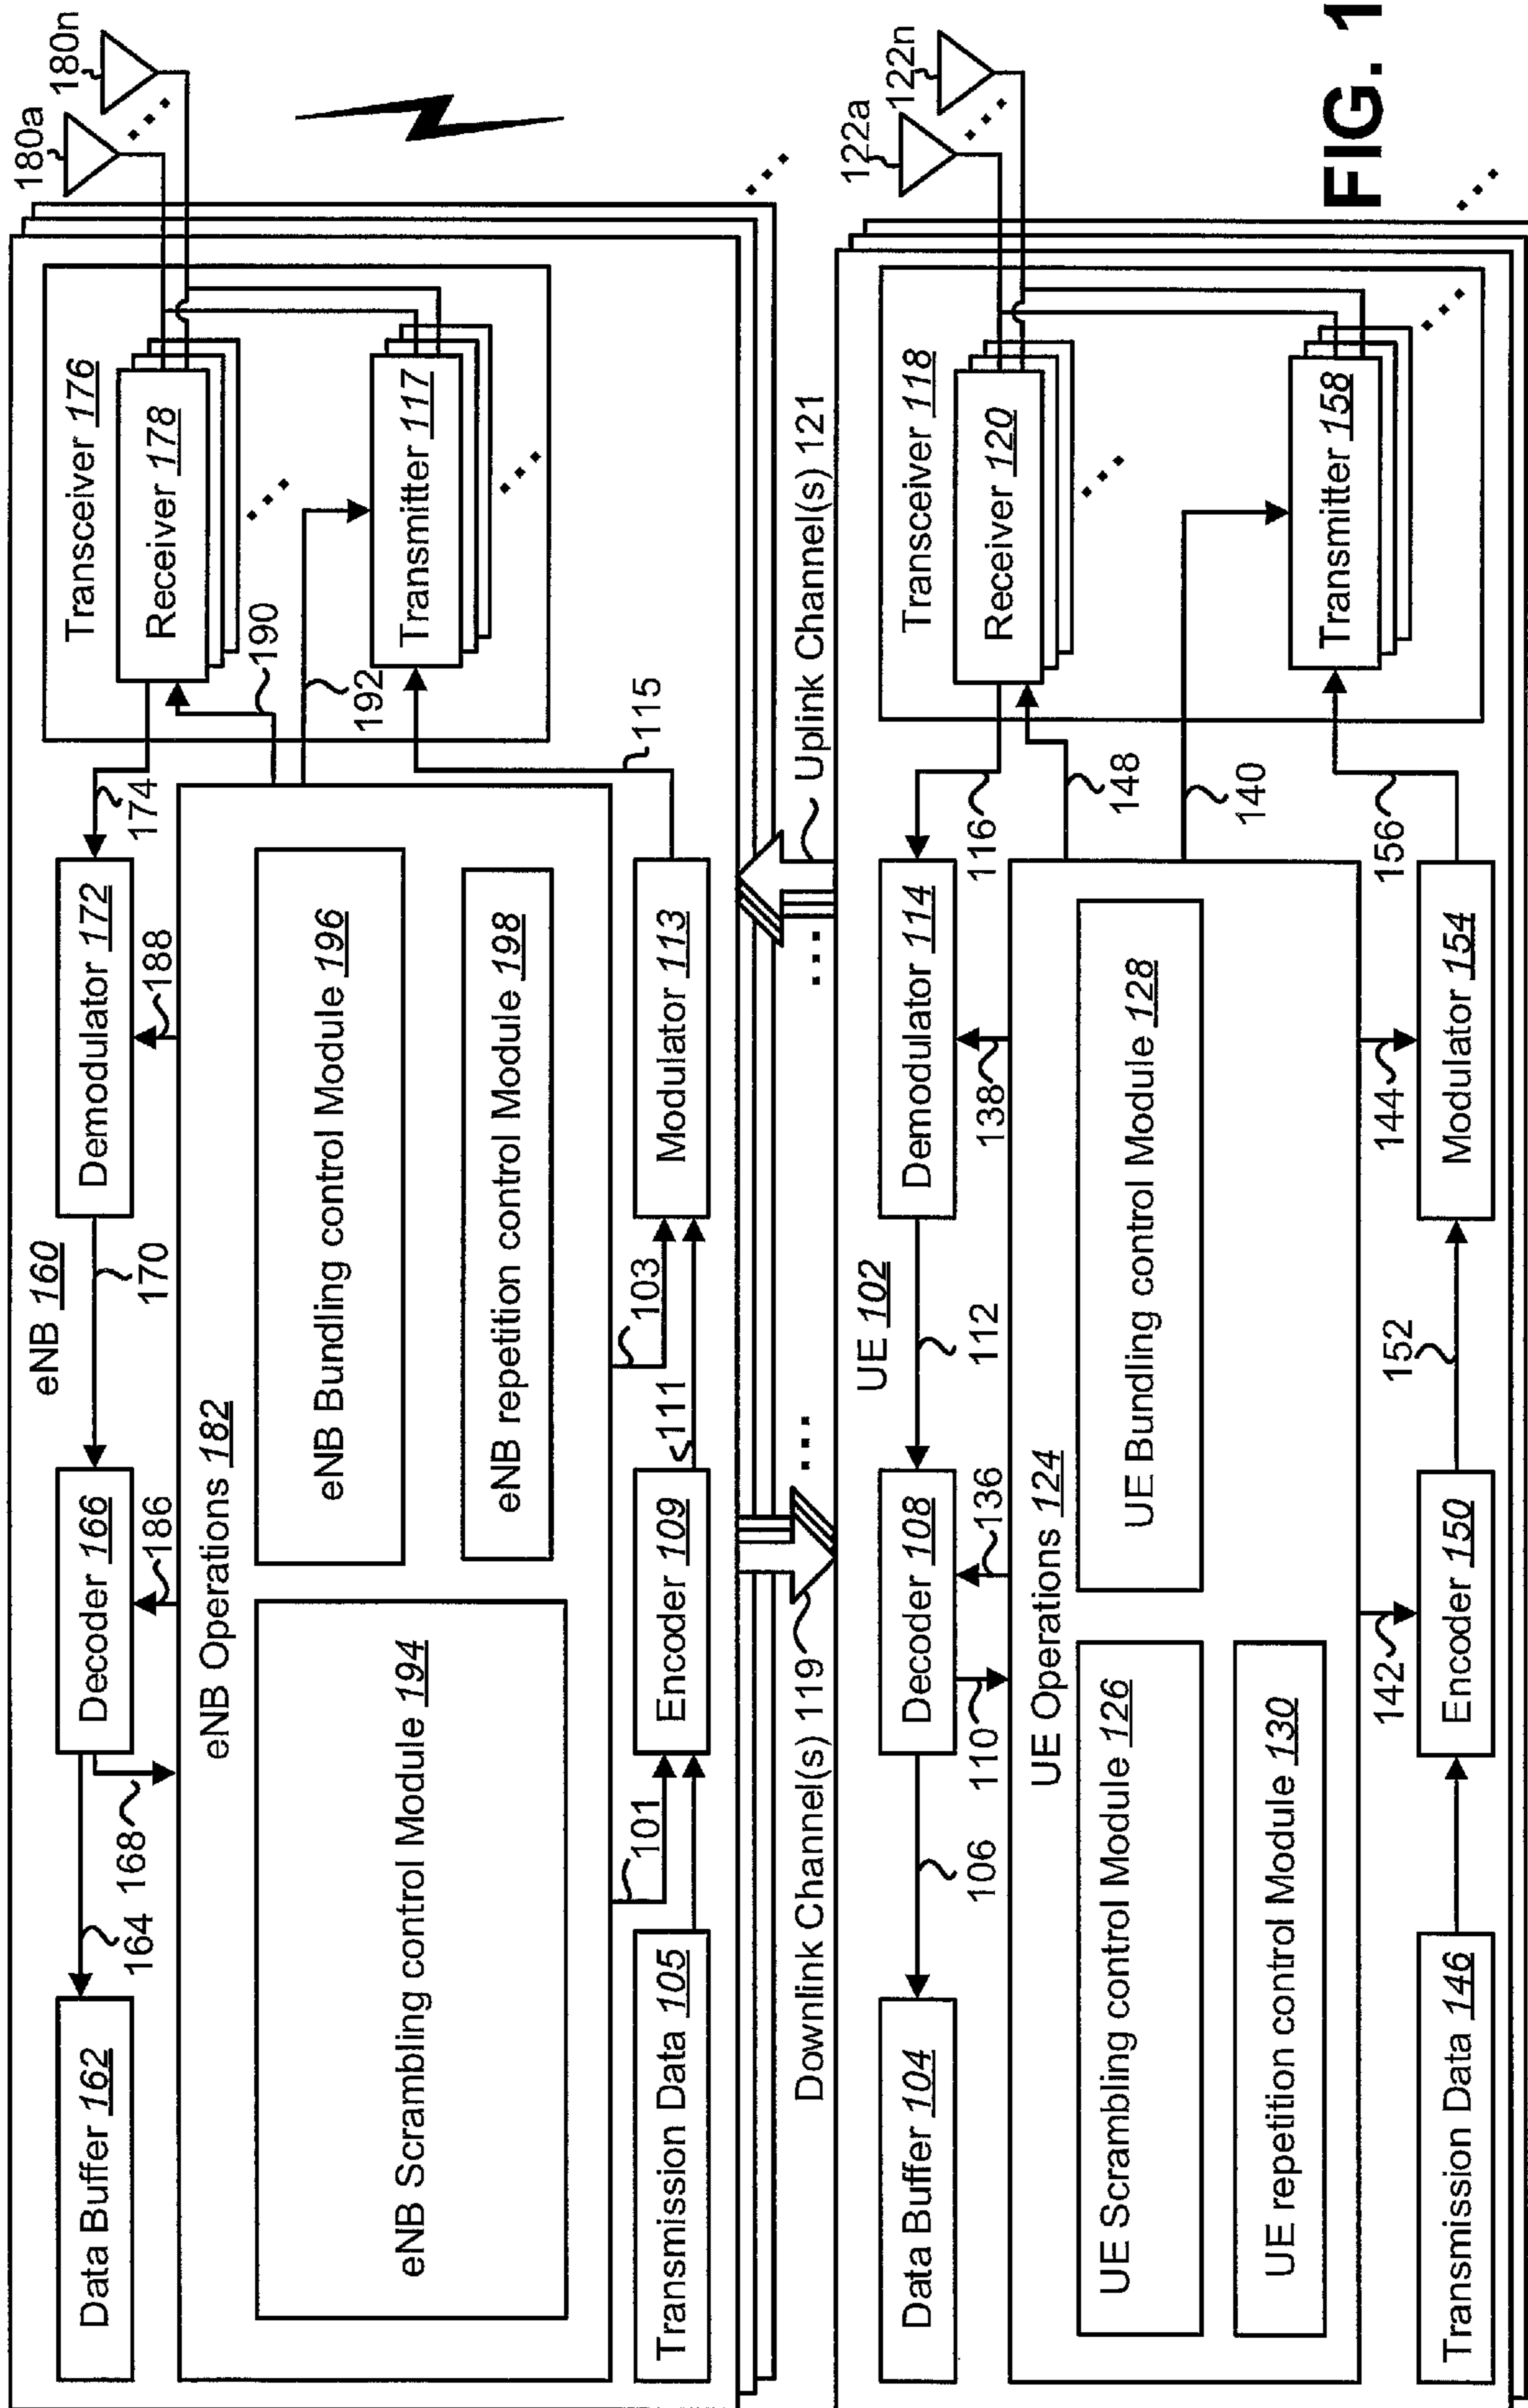 180a
180n
eNB 160
Data Buffer 162
164
168
Decoder 166
170
Demodulator 172
174
Transceiver 176
Receiver 178
186
188
190
eNB Operations 182
eNB Scrambling control Module 194
eNB Bundling control Module 196
eNB repetition control Module 198
192
Transmitter 117
101
103
115
Transmission Data 105
Encoder 109
111
Modulator 113
Downlink Channel(s) 119
Uplink Channel(s) 121
122a
122n
UE 102
Data Buffer 104
106
Decoder 108
112
Demodulator 114
116
Transceiver 118
Receiver 120
110
136
138
148
UE Operations 124
UE Scrambling control Module 126
UE Bundling control Module 128
UE repetition control Module 130
140
Transmitter 158
142
144
156
Transmission Data 146
Encoder 150
152
Modulator 154
FIG. 1